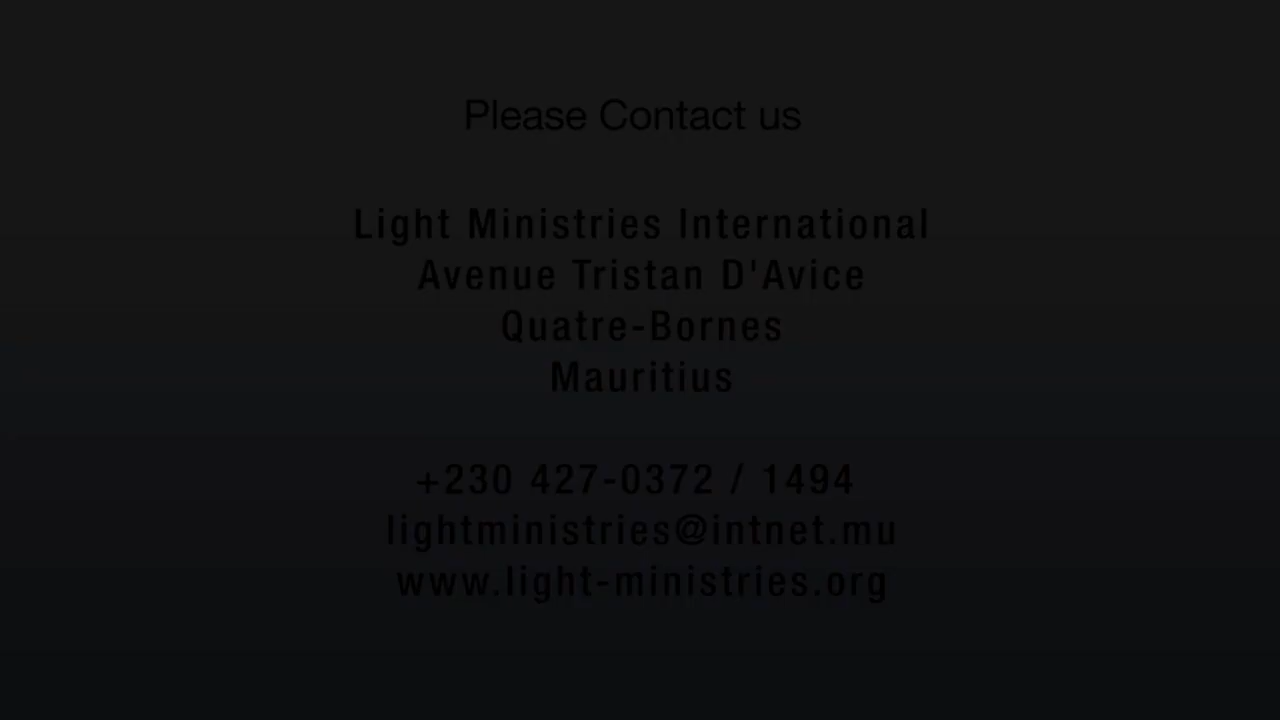 Please Contact us
Light Ministries International
Avenue Tristan D'Avice
Quatre-Bornes
Mauritius
+230 427-0372 / 1494
lightministries@intnet.mu
www.light-ministries.org